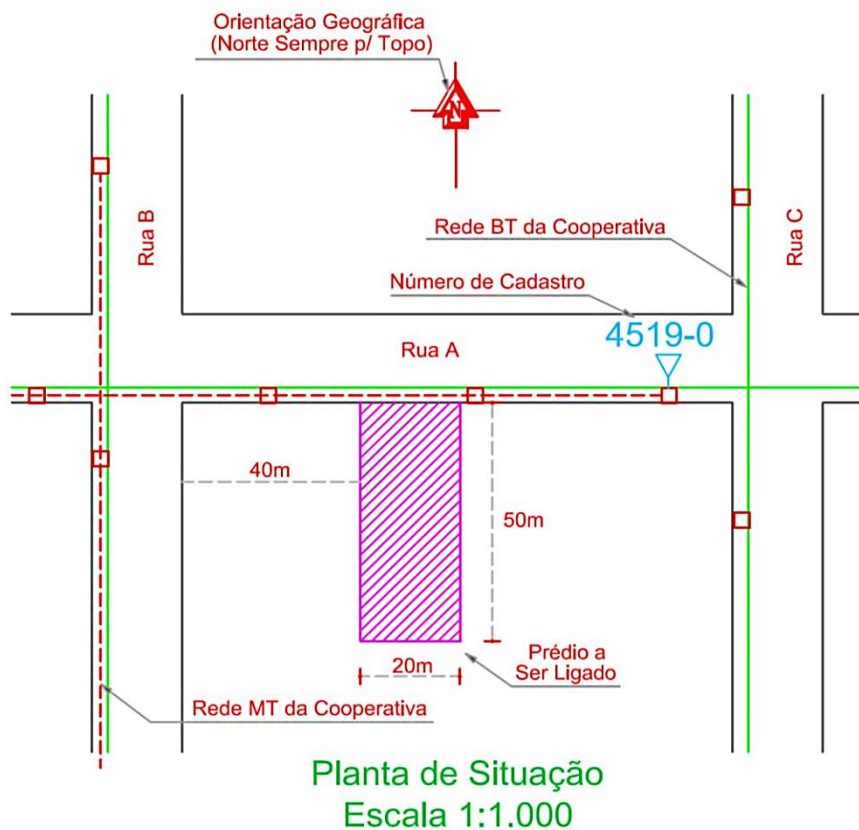 Orientação Geográfica
(Norte Sempre p/ Topo)
N
Rua B
Rua C
Rede BT da Cooperativa
Número de Cadastro
4519-0
Rua A
40m
50m
20m
Prédio a
Ser Ligado
Rede MT da Cooperativa
Planta de Situação
Escala 1:1.000